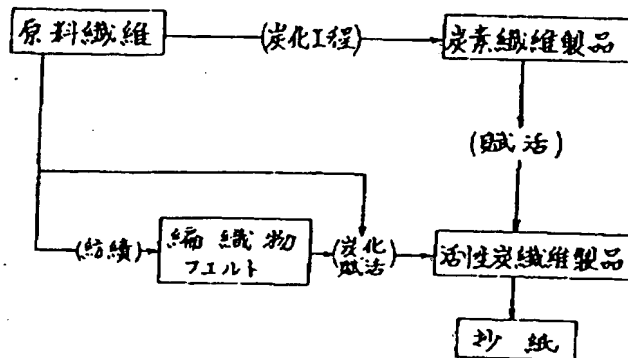 原料繊維
(炭化工程)
炭素繊維製品
(賦活)
(紡績)
編織物
フエルト
(炭化
賦活)
活性炭繊維製品
抄紙